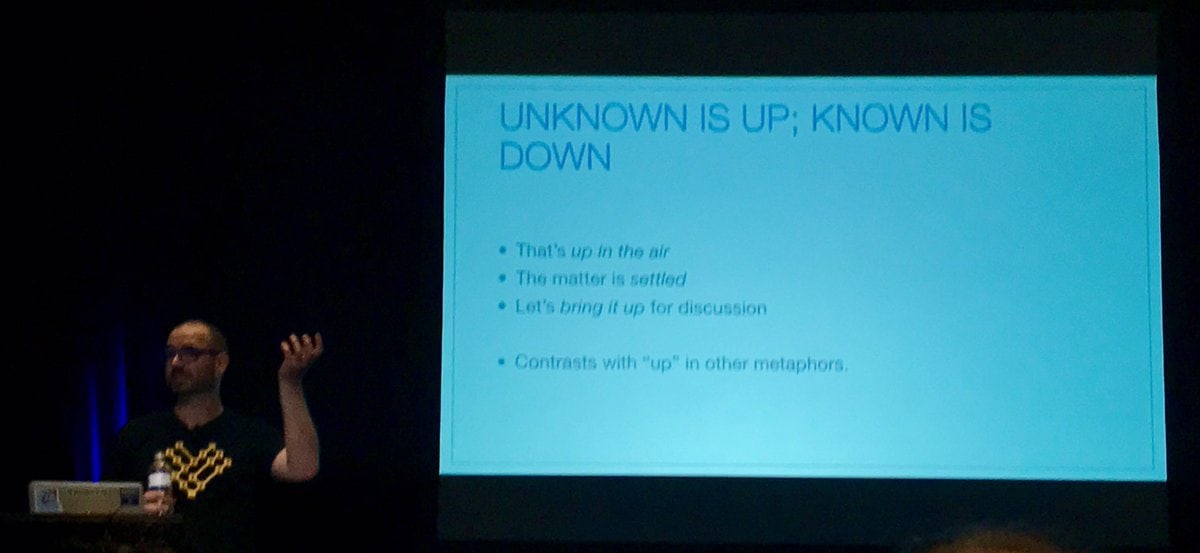 UNKNOWN IS UP; KNOWN IS
DOWN
• That's up in the air
• The matter is settled
• Let's bring it up for discussion
• Contrasts with "up" in other metaphors.